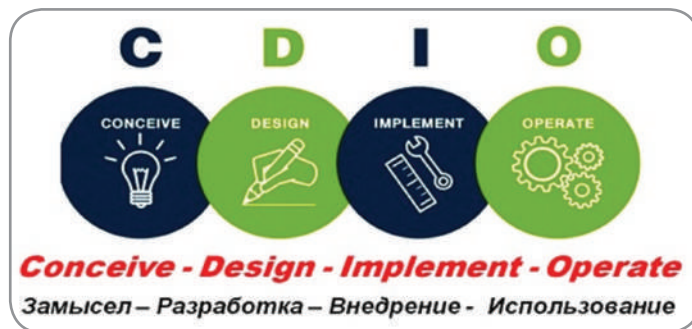 C D I O
CONCEIVE DESIGN IMPLEMENT OPERATE
Conceive - Design - Implement - Operate
Замысел – Разработка – Внедрение - Использование